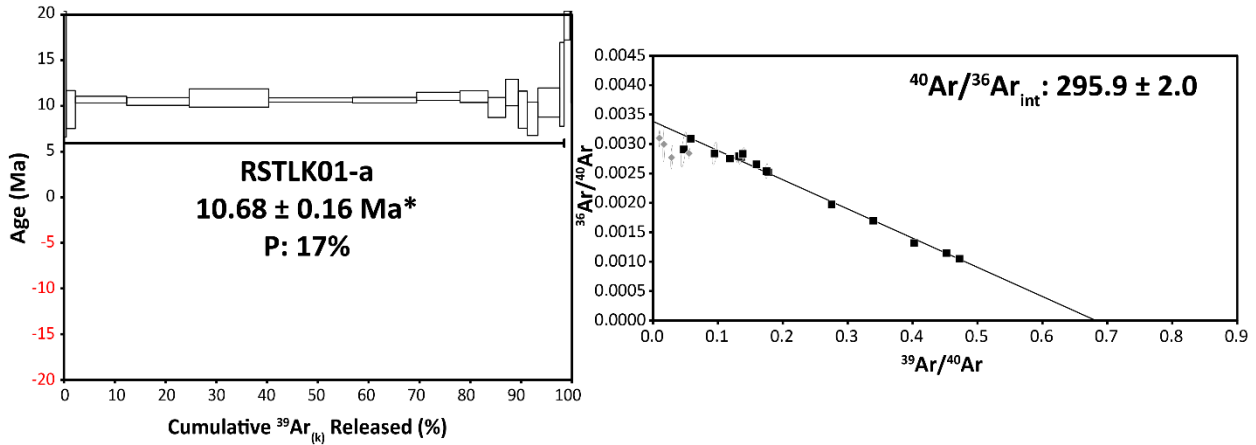 20
15
10
5
0
-5
-10
-15
-20
Age (Ma)
RSTLK01-a
10.68 ± 0.16 Ma*
P: 17%
0 10 20 30 40 50 60 70 80 90 100
Cumulative ³⁹Ar₍ₖ₎ Released (%)
⁴⁰Ar/³⁶Ar_int: 295.9 ± 2.0
0.0045
0.0040
0.0035
0.0030
0.0025
0.0020
0.0015
0.0010
0.0005
0.0000
³⁶Ar/⁴⁰Ar
0.0 0.1 0.2 0.3 0.4 0.5 0.6 0.7 0.8 0.9
³⁹Ar/⁴⁰Ar